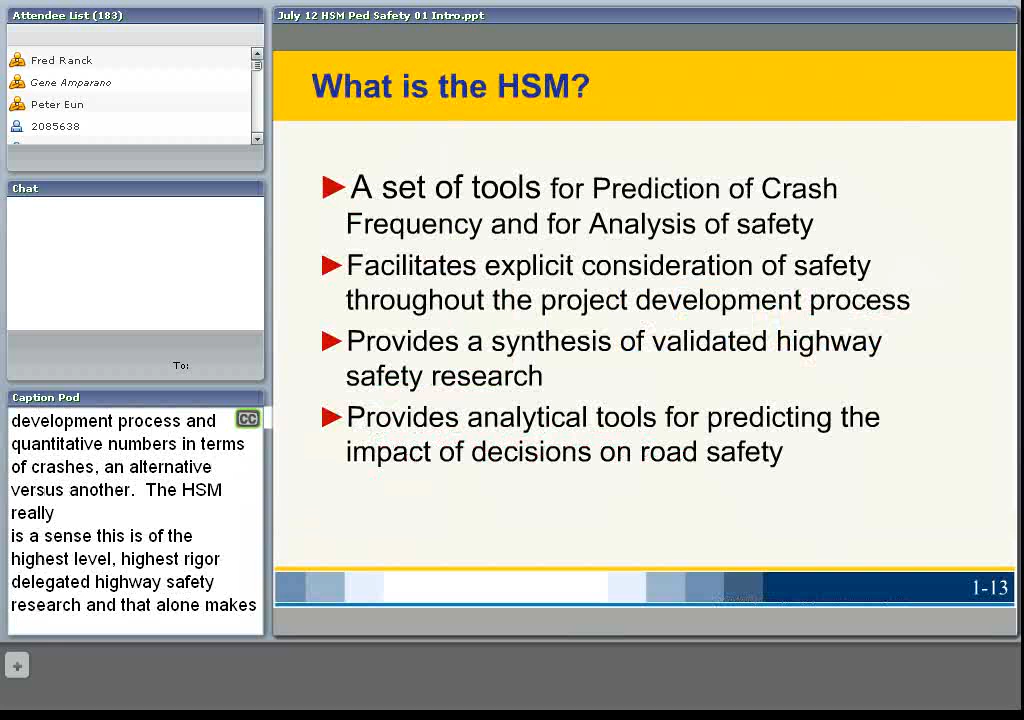 Attendee List (183)
Fred Ranck
Gene Amparano
Peter Eun
2085638
Chat
To:
Caption Pod
development process and
quantitative numbers in terms
of crashes, an alternative
versus another.  The HSM
really
is a sense this is of the
highest level, highest rigor
delegated highway safety
research and that alone makes
CC
July 12 HSM Ped Safety 01 Intro.ppt
What is the HSM?
►A set of tools for Prediction of Crash
Frequency and for Analysis of safety
►Facilitates explicit consideration of safety
throughout the project development process
►Provides a synthesis of validated highway
safety research
►Provides analytical tools for predicting the
impact of decisions on road safety
1-13